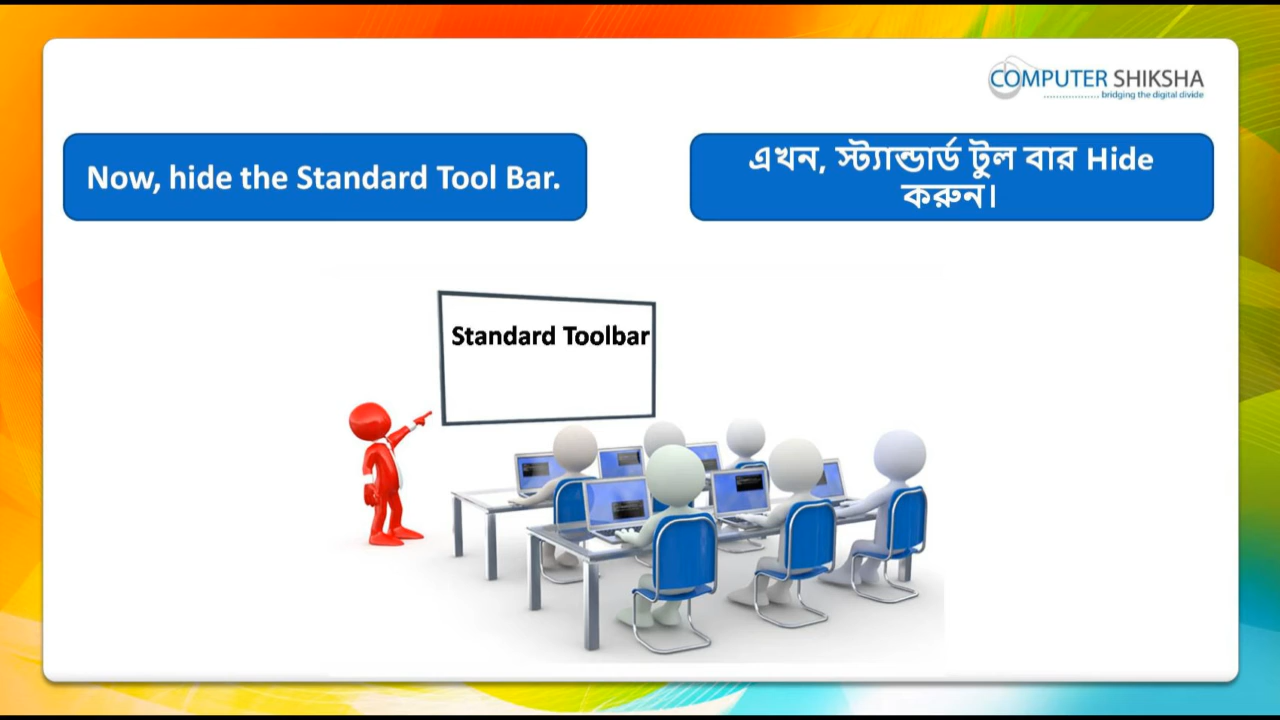 COMPUTER SHIKSHA
bridging the digital divide
Now, hide the Standard Tool Bar.
এখন, স্ট্যান্ডার্ড টুল বার Hide
করুন।
Standard Toolbar